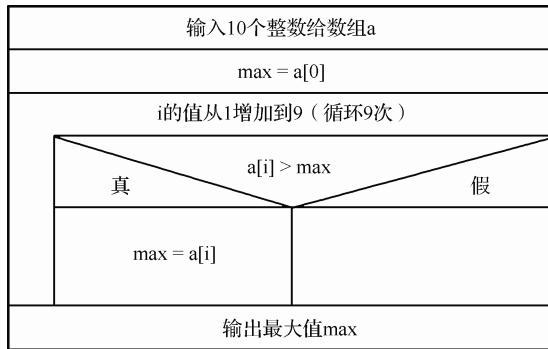 输入10个整数给数组a
max = a[0]
i的值从1增加到9（循环9次）
a[i] > max
真
假
max = a[i]
输出最大值max